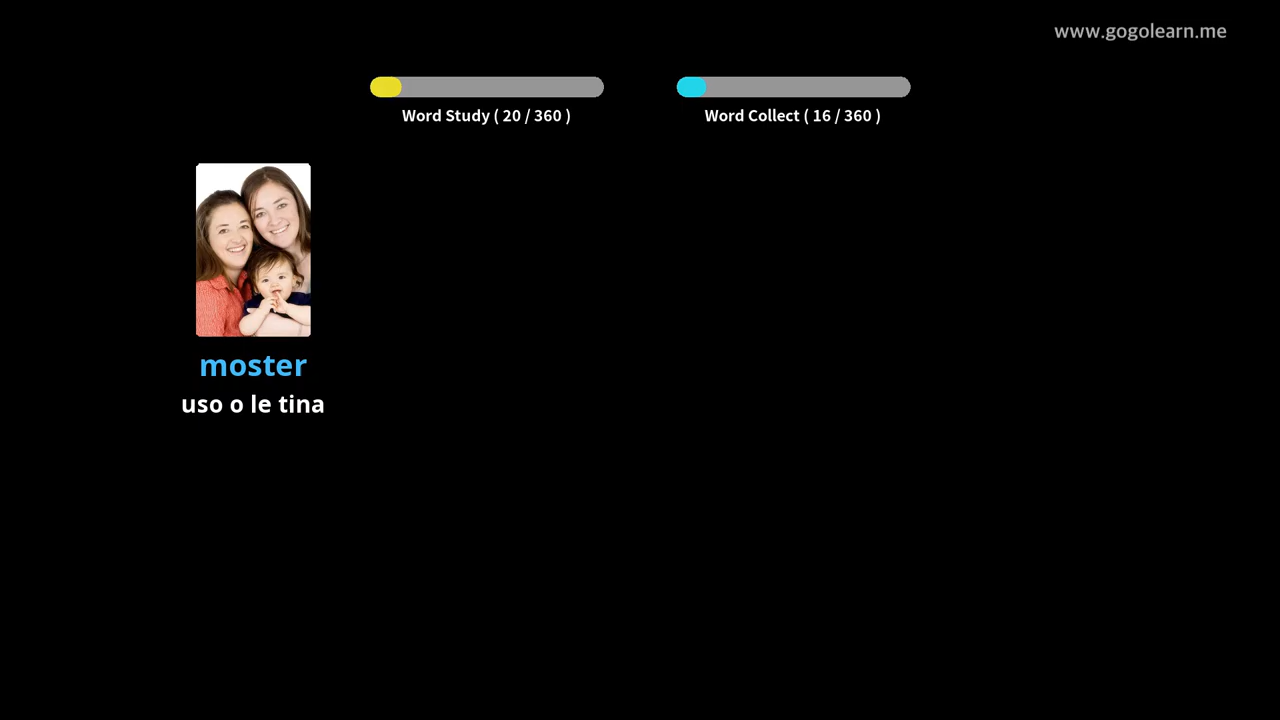 www.gogolearn.me
Word Study ( 20 / 360 )
Word Collect ( 16 / 360 )
moster
uso o le tina